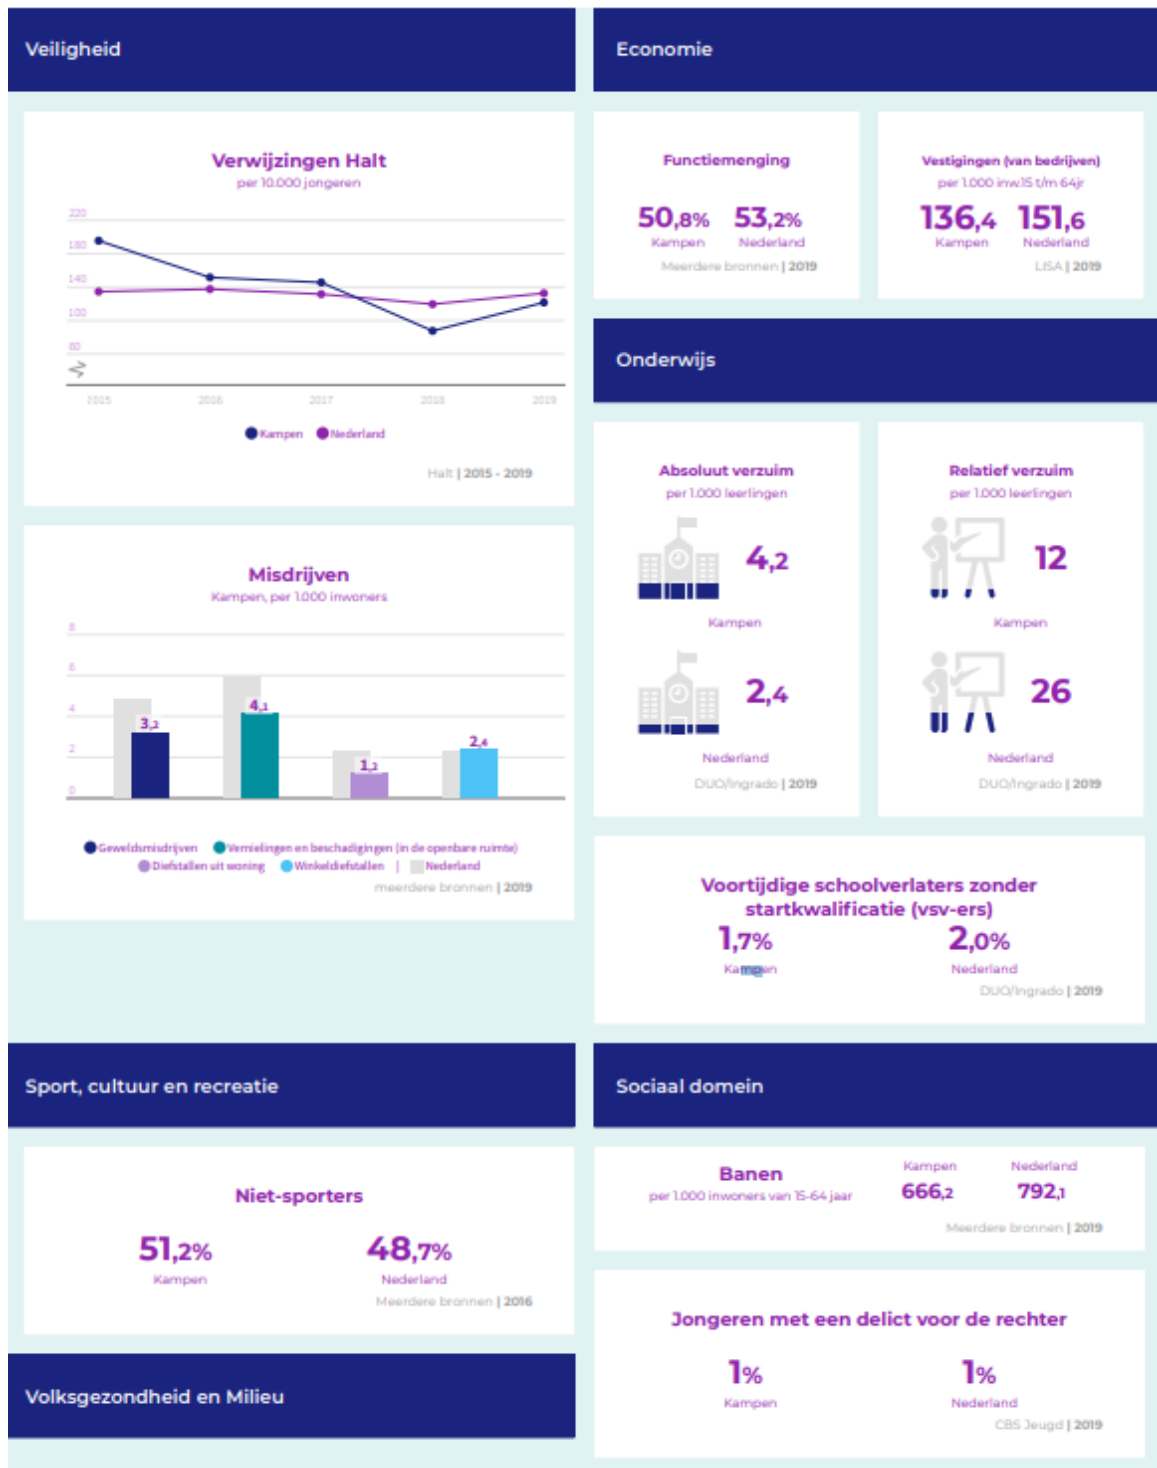 Veiligheid
Verwijzingen Halt
per 10.000 jongeren
220
180
140
100
60
2015 2016 2017 2018 2019
Kampen Nederland
Halt | 2015 - 2019
Misdrijven
Kampen, per 1.000 inwoners
8
6
4
2
0
3,2
4,1
1,2
2,4
Geweldsmisdrijven Vernielingen en beschadigingen (in de openbare ruimte)
Diefstallen uit woning Winkeldiefstallen | Nederland
meerdere bronnen | 2019
Economie
Functiemenging
50,8% 53,2%
Kampen Nederland
Meerdere bronnen | 2019
Vestigingen (van bedrijven)
per 1.000 inw.15 t/m 64jr
136,4 151,6
Kampen Nederland
LISA | 2019
Onderwijs
Absoluut verzuim
per 1.000 leerlingen
4,2
Kampen
2,4
Nederland
DUO/Ingrado | 2019
Relatief verzuim
per 1.000 leerlingen
12
Kampen
26
Nederland
DUO/Ingrado | 2019
Voortijdige schoolverlaters zonder
startkwalificatie (vsv-ers)
1,7% 2,0%
Kampen Nederland
DUO/Ingrado | 2019
Sport, cultuur en recreatie
Niet-sporters
51,2% 48,7%
Kampen Nederland
Meerdere bronnen | 2016
Volksgezondheid en Milieu
Sociaal domein
Banen
per 1.000 inwoners van 15-64 jaar
Kampen Nederland
666,2 792,1
Meerdere bronnen | 2019
Jongeren met een delict voor de rechter
1% 1%
Kampen Nederland
CBS Jeugd | 2019